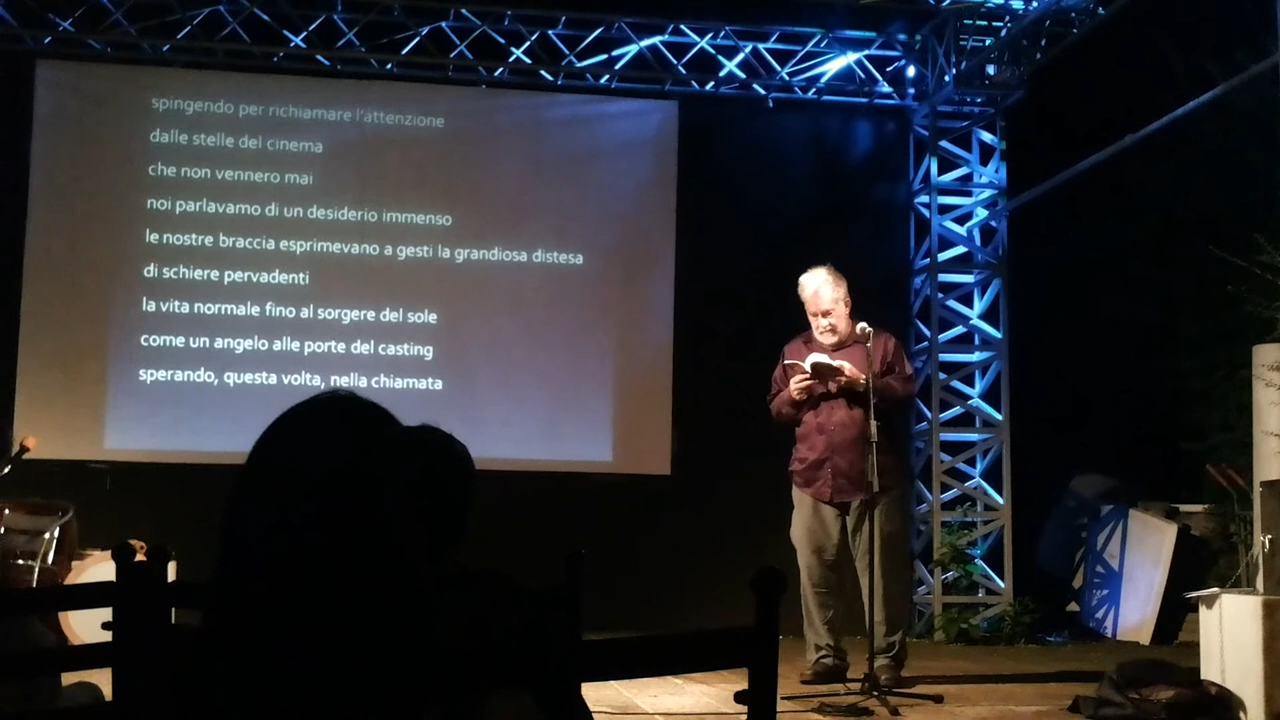 spingendo per richiamare l'attenzione
dalle stelle del cinema
che non vennero mai
noi parlavamo di un desiderio immenso
le nostre braccia esprimevano a gesti la grandiosa distesa
di schiere pervadenti
la vita normale fino al sorgere del sole
come un angelo alle porte del casting
sperando, questa volta, nella chiamata